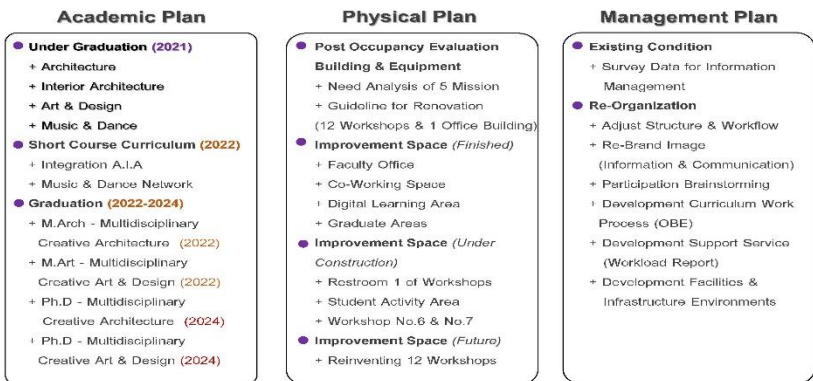 Academic Plan
Under Graduation (2021)
+ Architecture
+ Interior Architecture
+ Art & Design
+ Music & Dance
Short Course Curriculum (2022)
+ Integration A.I.A
+ Music & Dance Network
Graduation (2022-2024)
+ M.Arch - Multidisciplinary
Creative Architecture (2022)
+ M.Art - Multidisciplinary
Creative Art & Design (2022)
+ Ph.D - Multidisciplinary
Creative Architecture (2024)
+ Ph.D - Multidisciplinary
Creative Art & Design (2024)
Physical Plan
Post Occupancy Evaluation
Building & Equipment
+ Need Analysis of 5 Mission
+ Guideline for Renovation
(12 Workshops & 1 Office Building)
Improvement Space (Finished)
+ Faculty Office
+ Co-Working Space
+ Digital Learning Area
+ Graduate Areas
Improvement Space (Under
Construction)
+ Restroom 1 of Workshops
+ Student Activity Area
+ Workshop No.6 & No.7
Improvement Space (Future)
+ Reinventing 12 Workshops
Management Plan
Existing Condition
+ Survey Data for Information
Management
Re-Organization
+ Adjust Structure & Workflow
+ Re-Brand Image
(Information & Communication)
+ Participation Brainstorming
+ Development Curriculum Work
Process (OBE)
+ Development Support Service
(Workload Report)
+ Development Facilities &
Infrastructure Environments